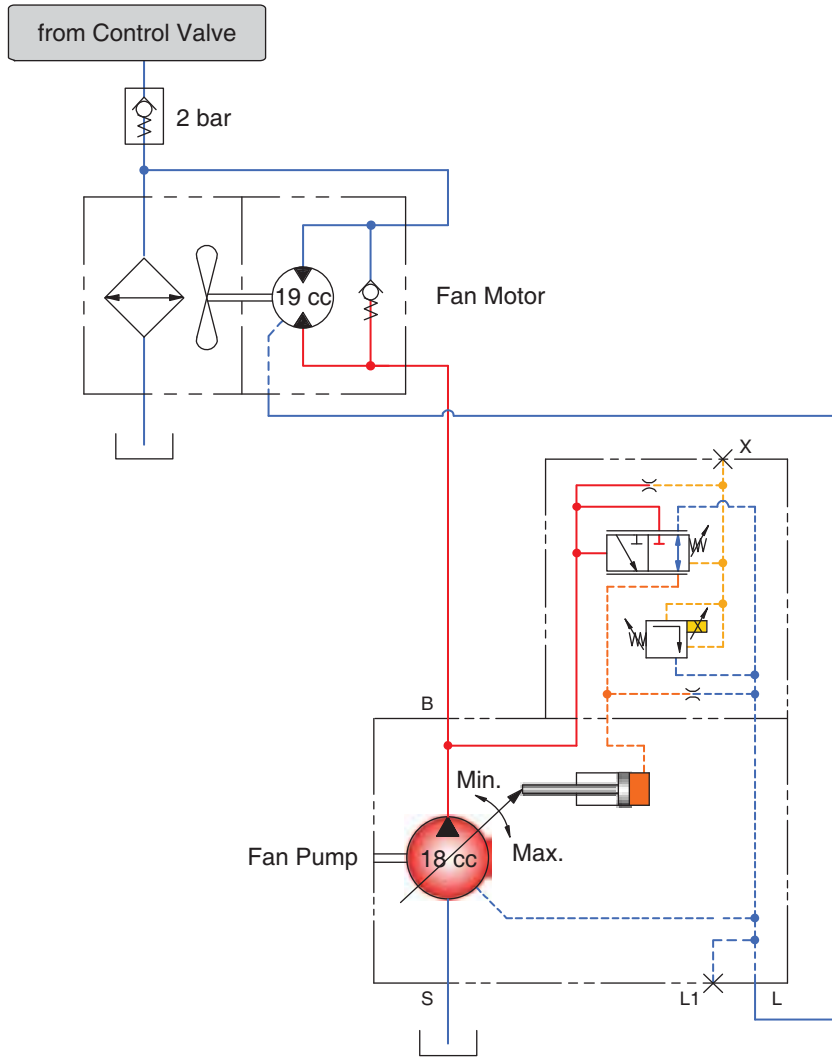 from Control Valve
2 bar
19 cc
Fan Motor
X
B
Min.
Max.
Fan Pump
18 cc
S
L1
L